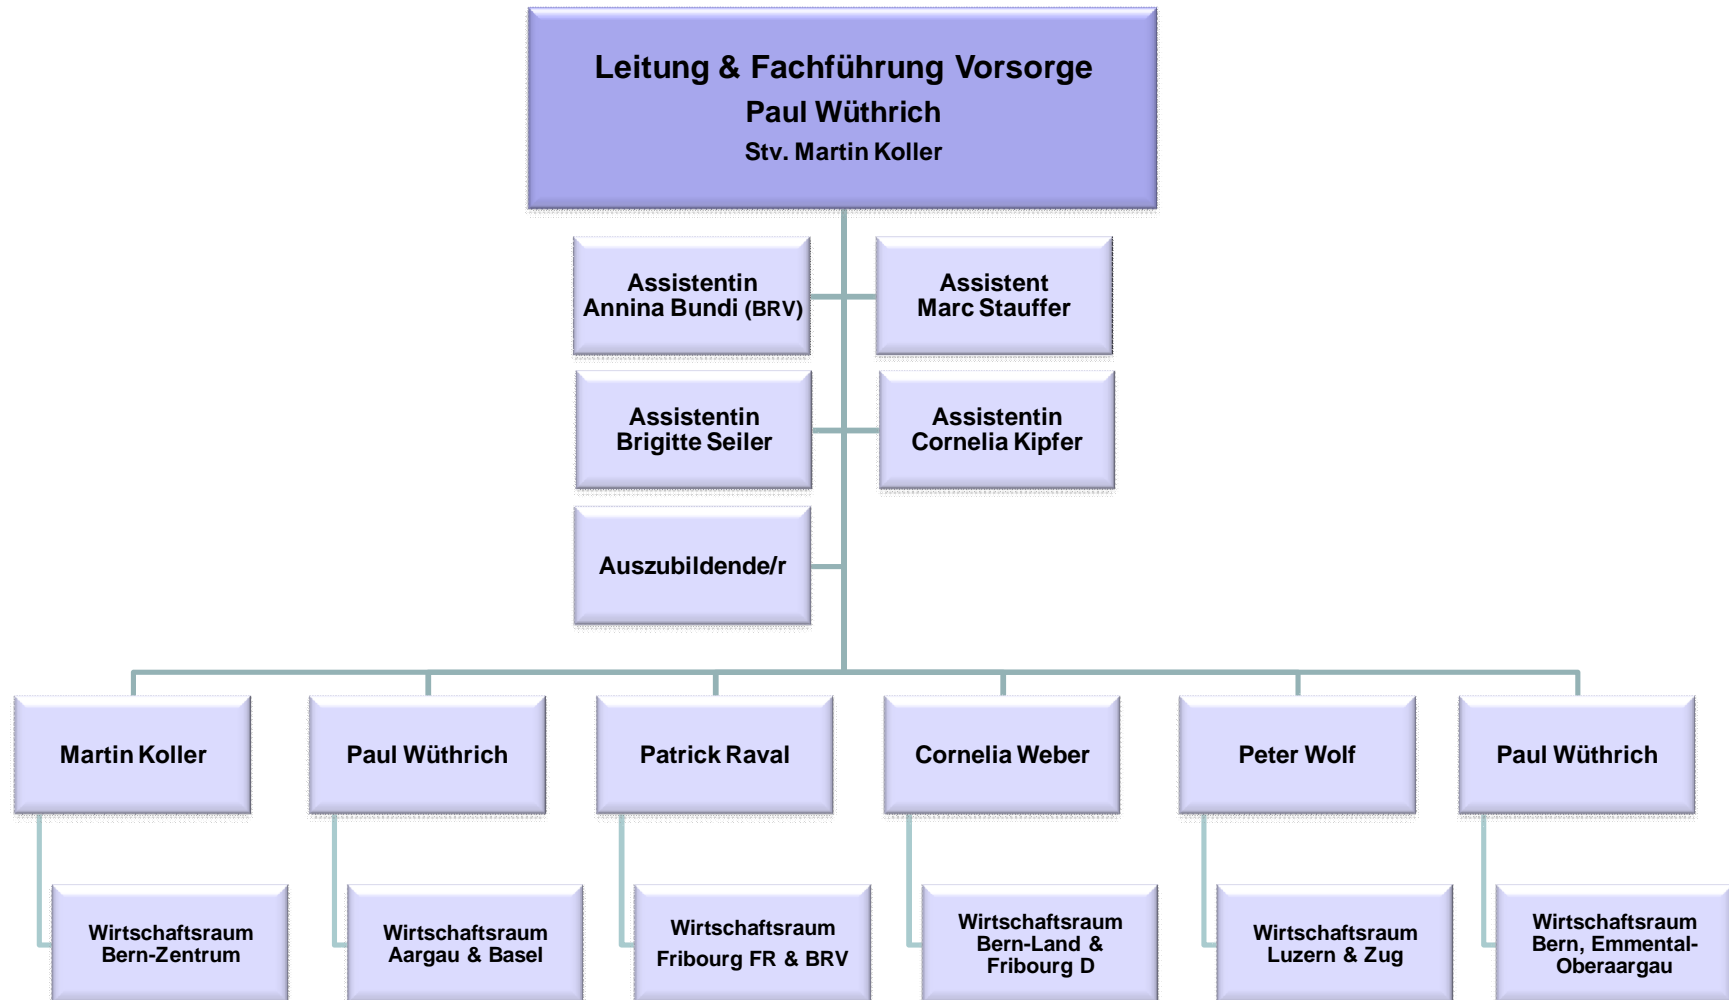 Leitung & Fachführung Vorsorge
Paul Wüthrich
Stv. Martin Koller
Assistentin
Annina Bundi (BRV)
Assistent
Marc Stauffer
Assistentin
Brigitte Seiler
Assistentin
Cornelia Kipfer
Auszubildende/r
Martin Koller
Paul Wüthrich
Patrick Raval
Cornelia Weber
Peter Wolf
Paul Wüthrich
Wirtschaftsraum
Bern-Zentrum
Wirtschaftsraum
Aargau & Basel
Wirtschaftsraum
Fribourg FR & BRV
Wirtschaftsraum
Bern-Land &
Fribourg D
Wirtschaftsraum
Luzern & Zug
Wirtschaftsraum
Bern, Emmental-
Oberaargau